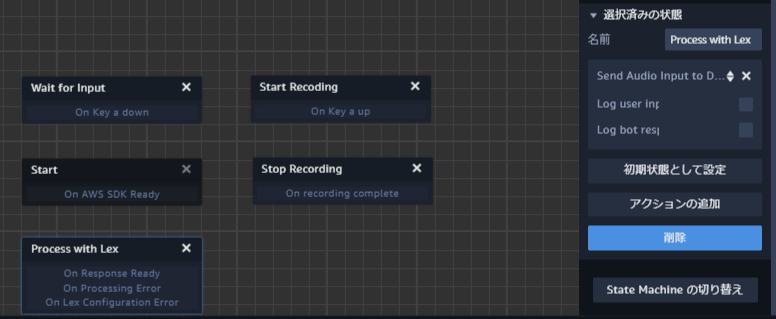 Wait for Input
On Key a down
Start Recoding
On Key a up
Start
On AWS SDK Ready
Stop Recording
On recording complete
Process with Lex
On Response Ready
On Processing Error
On Lex Configuration Error
選択済みの状態
名前 Process with Lex
Send Audio Input to D...
Log user inp
Log bot resp
初期状態として設定
アクションの追加
削除
State Machine の切り替え